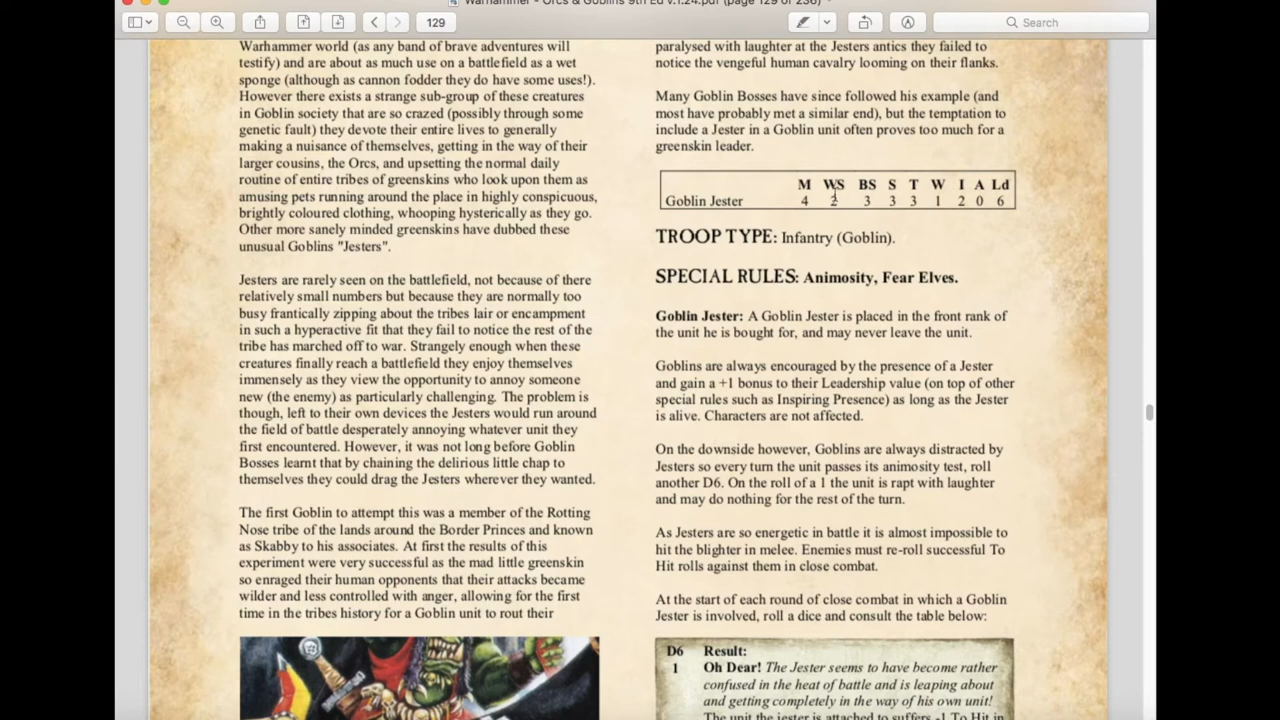 Warhammer - Orcs & Goblins 9th Ed v.1.24.pdf (page 129 of 236)
129
Search
Warhammer world (as any band of brave adventures will
testify) and are about as much use on a battlefield as a wet
sponge (although as cannon fodder they do have some uses!).
However there exists a strange sub-group of these creatures
in Goblin society that are so crazed (possibly through some
genetic fault) they devote their entire lives to generally
making a nuisance of themselves, getting in the way of their
larger cousins, the Orcs, and upsetting the normal daily
routine of entire tribes of greenskins who look upon them as
amusing pets running around the place in highly conspicuous,
brightly coloured clothing, whooping hysterically as they go.
Other more sanely minded greenskins have dubbed these
unusual Goblins "Jesters".
Jesters are rarely seen on the battlefield, not because of there
relatively small numbers but because they are normally too
busy frantically zipping about the tribes lair or encampment
in such a hyperactive fit that they fail to notice the rest of the
tribe has marched off to war. Strangely enough when these
creatures finally reach a battlefield they enjoy themselves
immensely as they view the opportunity to annoy someone
new (the enemy) as particularly challenging. The problem is
though, left to their own devices the Jesters would run around
the field of battle desperately annoying whatever unit they
first encountered. However, it was not long before Goblin
Bosses learnt that by chaining the delirious little chap to
themselves they could drag the Jesters wherever they wanted.
The first Goblin to attempt this was a member of the Rotting
Nose tribe of the lands around the Border Princes and known
as Skabby to his associates. At first the results of this
experiment were very successful as the mad little greenskin
so enraged their human opponents that their attacks became
wilder and less controlled with anger, allowing for the first
time in the tribes history for a Goblin unit to rout their
paralysed with laughter at the Jesters antics they failed to
notice the vengeful human cavalry looming on their flanks.
Many Goblin Bosses have since followed his example (and
most have probably met a similar end), but the temptation to
include a Jester in a Goblin unit often proves too much for a
greenskin leader.
M WS BS S T W I A Ld
Goblin Jester 4 2 3 3 3 1 2 0 6
TROOP TYPE: Infantry (Goblin).
SPECIAL RULES: Animosity, Fear Elves.
Goblin Jester: A Goblin Jester is placed in the front rank of
the unit he is bought for, and may never leave the unit.
Goblins are always encouraged by the presence of a Jester
and gain a +1 bonus to their Leadership value (on top of other
special rules such as Inspiring Presence) as long as the Jester
is alive. Characters are not affected.
On the downside however, Goblins are always distracted by
Jesters so every turn the unit passes its animosity test, roll
another D6. On the roll of a 1 the unit is rapt with laughter
and may do nothing for the rest of the turn.
As Jesters are so energetic in battle it is almost impossible to
hit the blighter in melee. Enemies must re-roll successful To
Hit rolls against them in close combat.
At the start of each round of close combat in which a Goblin
Jester is involved, roll a dice and consult the table below:
D6 Result:
1 Oh Dear! The Jester seems to have become rather
confused in the heat of battle and is leaping about
and getting completely in the way of his own unit!
The unit the jester is attached to suffers -1 To Hit in